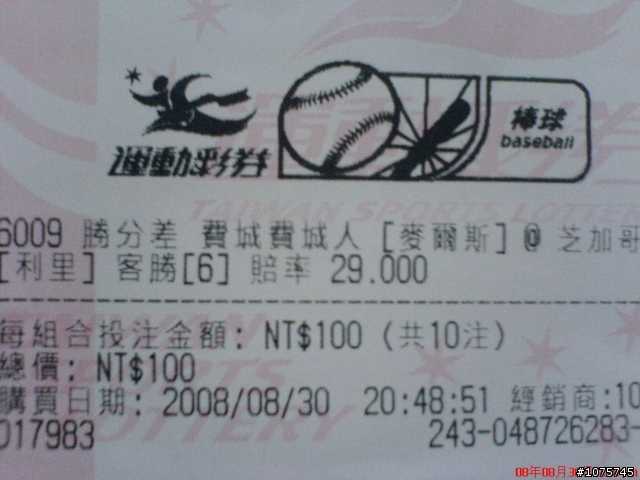 運動彩券
棒球
baseball
TAIWAN SPORTS LOTTERY
6009 勝分差 費城費城人 [麥爾斯] @ 芝加哥
[利里] 客勝[6] 賠率 29.000
每組合投注金額: NT$100 (共10注)
總價: NT$100
購買日期: 2008/08/30 20:48:51 經銷商:10
017983 243-048726283-
#1075745